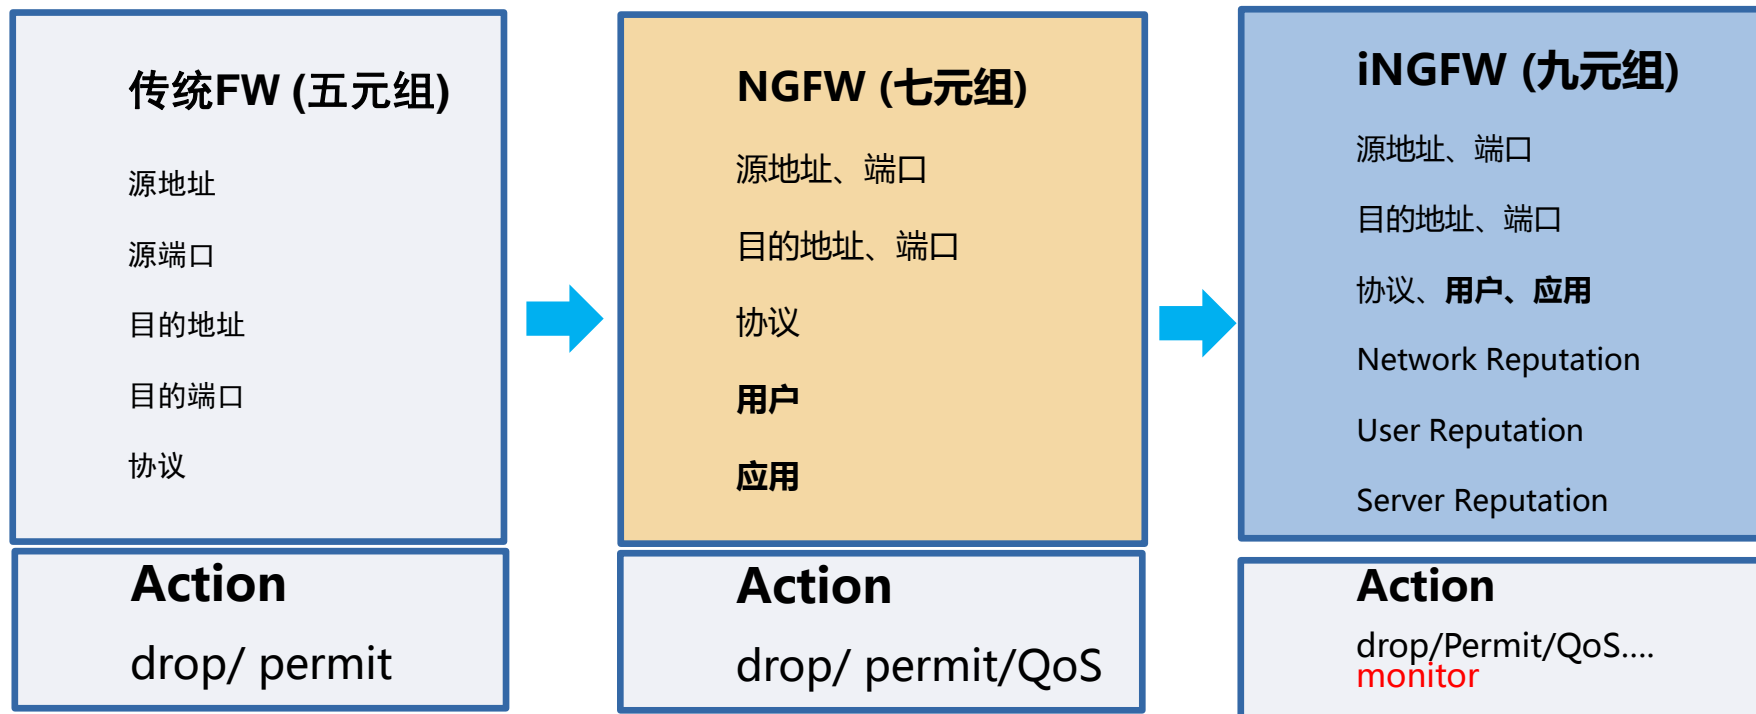 传统FW (五元组)
源地址
源端口
目的地址
目的端口
协议
Action
drop/ permit
NGFW (七元组)
源地址、端口
目的地址、端口
协议
用户
应用
Action
drop/ permit/QoS
iNGFW (九元组)
源地址、端口
目的地址、端口
协议、用户、应用
Network Reputation
User Reputation
Server Reputation
Action
drop/Permit/QoS....
monitor